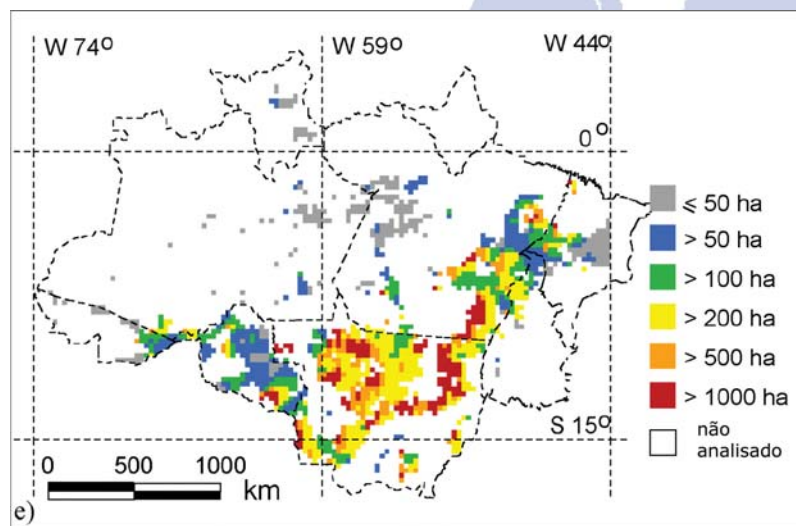 W 74º
W 59º
W 44º
0º
≤ 50 ha
> 50 ha
> 100 ha
> 200 ha
> 500 ha
> 1000 ha
não
analisado
S 15º
0 500 1000
km
e)